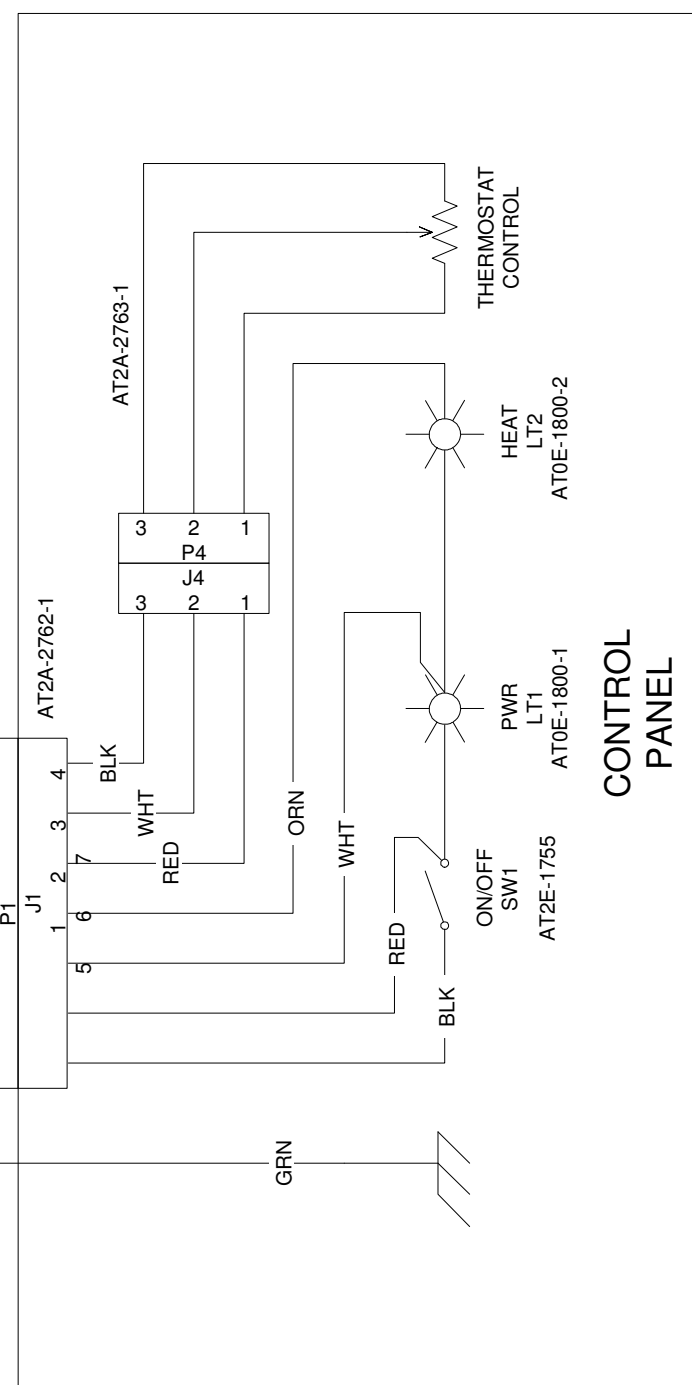 P1
J1
4
3
2
1
7
6
5
AT2A-2762-1
AT2A-2763-1
BLK
WHT
RED
ORN
WHT
RED
BLK
GRN
3
2
1
P4
J4
3
2
1
THERMOSTAT
CONTROL
HEAT
LT2
AT0E-1800-2
PWR
LT1
AT0E-1800-1
ON/OFF
SW1
AT2E-1755
CONTROL
PANEL